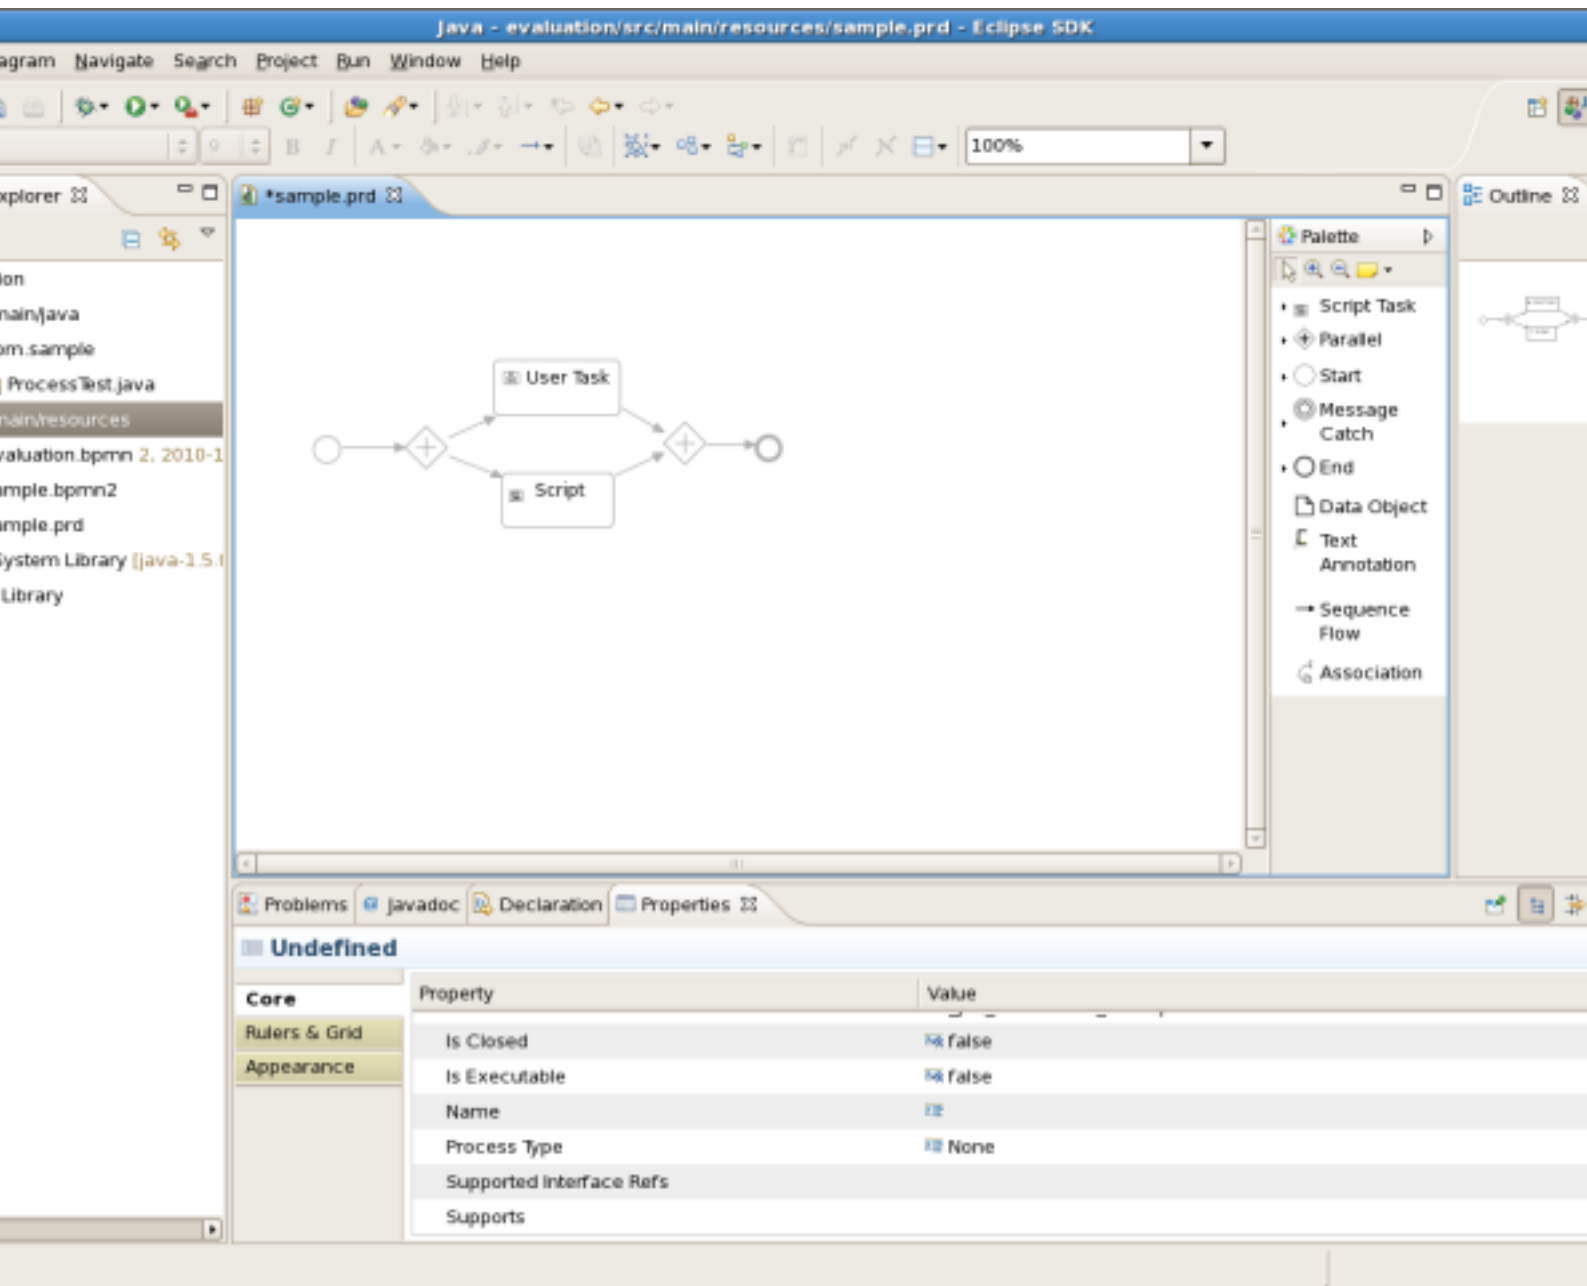 Java - evaluation/src/main/resources/sample.prd - Eclipse SDK
agram Navigate Search Project Run Window Help
9 B I A 100%
xplorer
*sample.prd
Outline
Palette
ion
main/java
om.sample
ProcessTest.java
main/resources
valuation.bpmn 2, 2010-1
ample.bpmn2
ample.prd
System Library [java-1.5.
Library
User Task
Script
Script Task
Parallel
Start
Message
Catch
End
Data Object
Text
Annotation
Sequence
Flow
Association
Problems Javadoc Declaration Properties
Undefined
Core
Rulers & Grid
Appearance
Property Value
Is Closed false
Is Executable false
Name
Process Type None
Supported Interface Refs
Supports